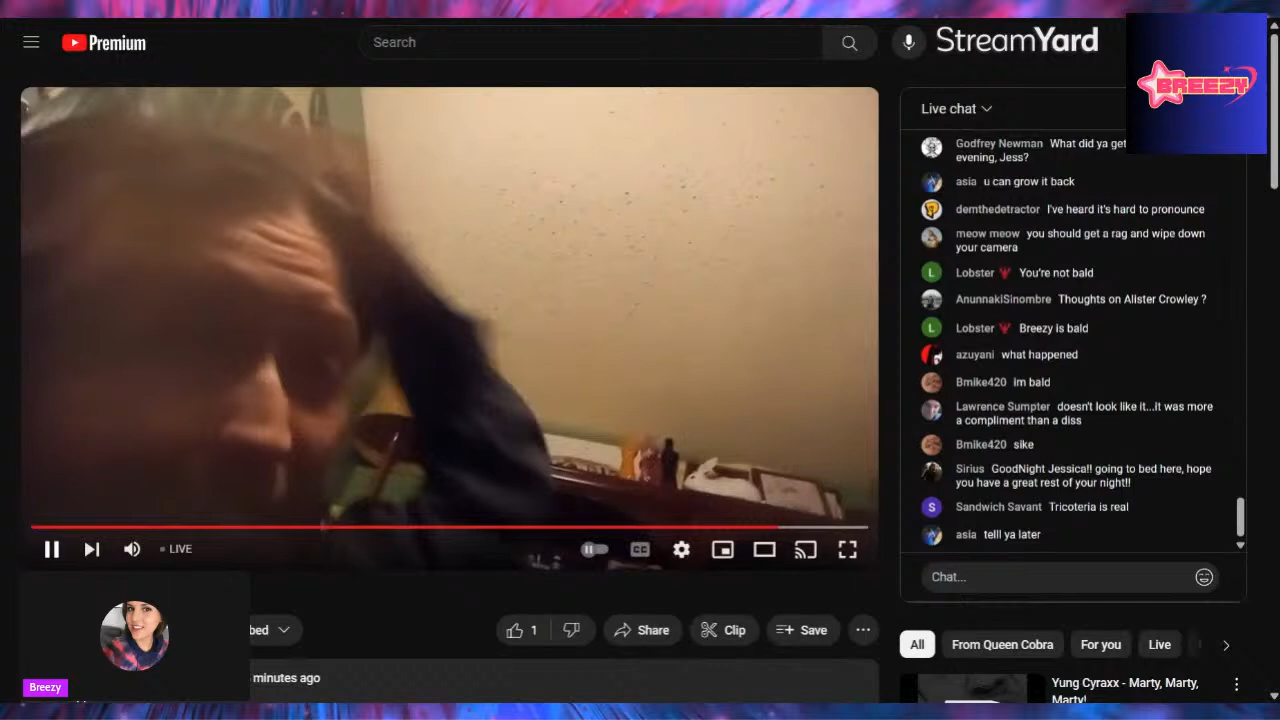 Premium
Search
StreamYard
BREEZY
Live chat
Godfrey Newman What did ya get
evening, Jess?
asia u can grow it back
demthedetractor I've heard it's hard to pronounce
meow meow you should get a rag and wipe down
your camera
L Lobster You're not bald
AnunnakiSinombre Thoughts on Alister Crowley ?
L Lobster Breezy is bald
azuyani what happened
Bmike420 im bald
Lawrence Sumpter doesn't look like it...it was more
a compliment than a diss
Bmike420 sike
Sirius GoodNight Jessica!! going to bed here, hope
you have a great rest of your night!!
S Sandwich Savant Tricoteria is real
asia telll ya later
Chat...
LIVE
CC
bed
1
Share
Clip
Save
minutes ago
Breezy
All
From Queen Cobra
For you
Live
Yung Cyraxx - Marty, Marty,
Marty!